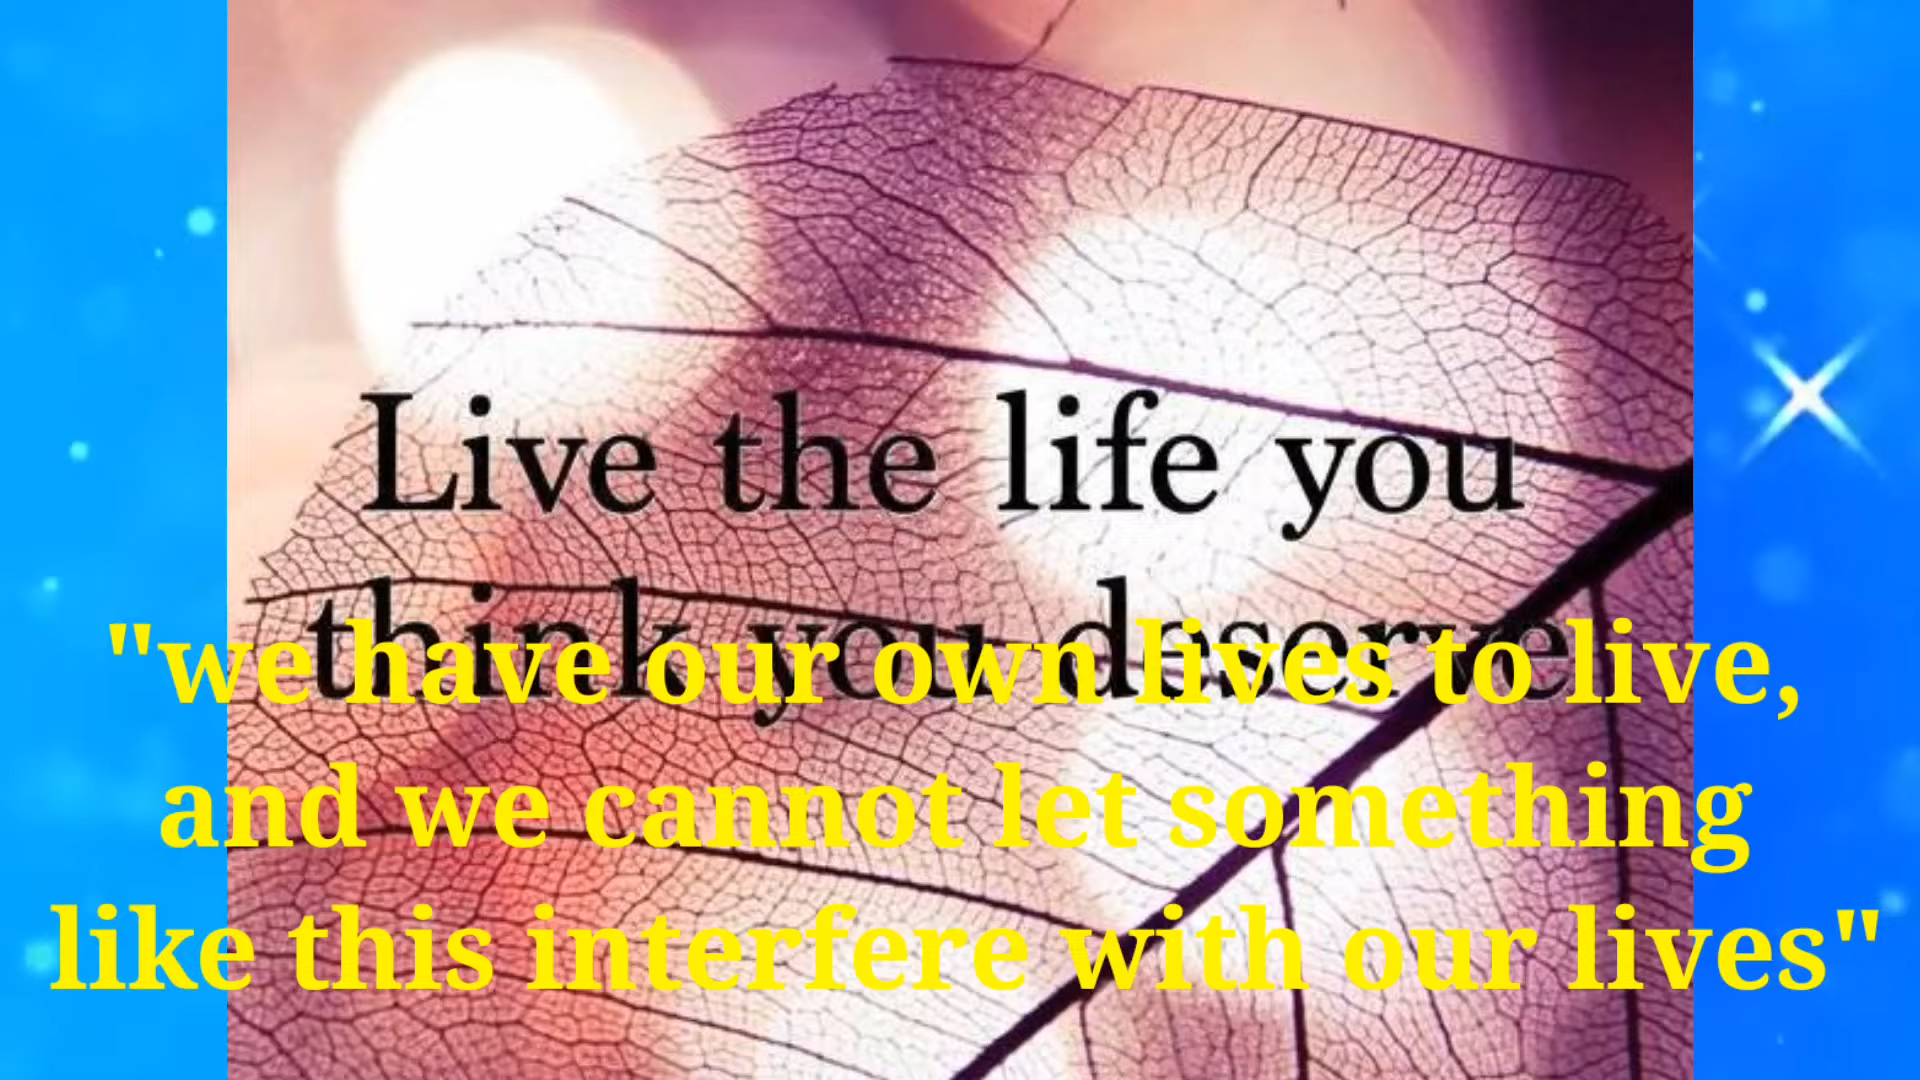 Live the life you
think you deserve
"we have our own lives to live,
and we cannot let something
like this interfere with our lives"